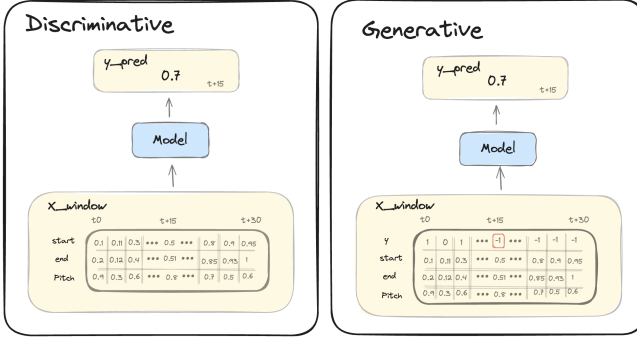 Discriminative
y_pred
0.7
t+15
Model
X_window
t0 t+15 t+30
start 0.1 0.11 0.3 ••• 0.5 ••• 0.8 0.9 0.95
end 0.2 0.12 0.4 ••• 0.51 ••• 0.85 0.93 1
Pitch 0.9 0.3 0.6 ••• 0.8 ••• 0.7 0.5 0.6
Generative
y_pred
0.7
t+15
Model
X_window
t0 t+15 t+30
y 1 0 1 ••• -1 ••• -1 -1 -1
start 0.1 0.11 0.3 ••• 0.5 ••• 0.8 0.9 0.95
end 0.2 0.12 0.4 ••• 0.51 ••• 0.85 0.93 1
Pitch 0.9 0.3 0.6 ••• 0.8 ••• 0.7 0.5 0.6